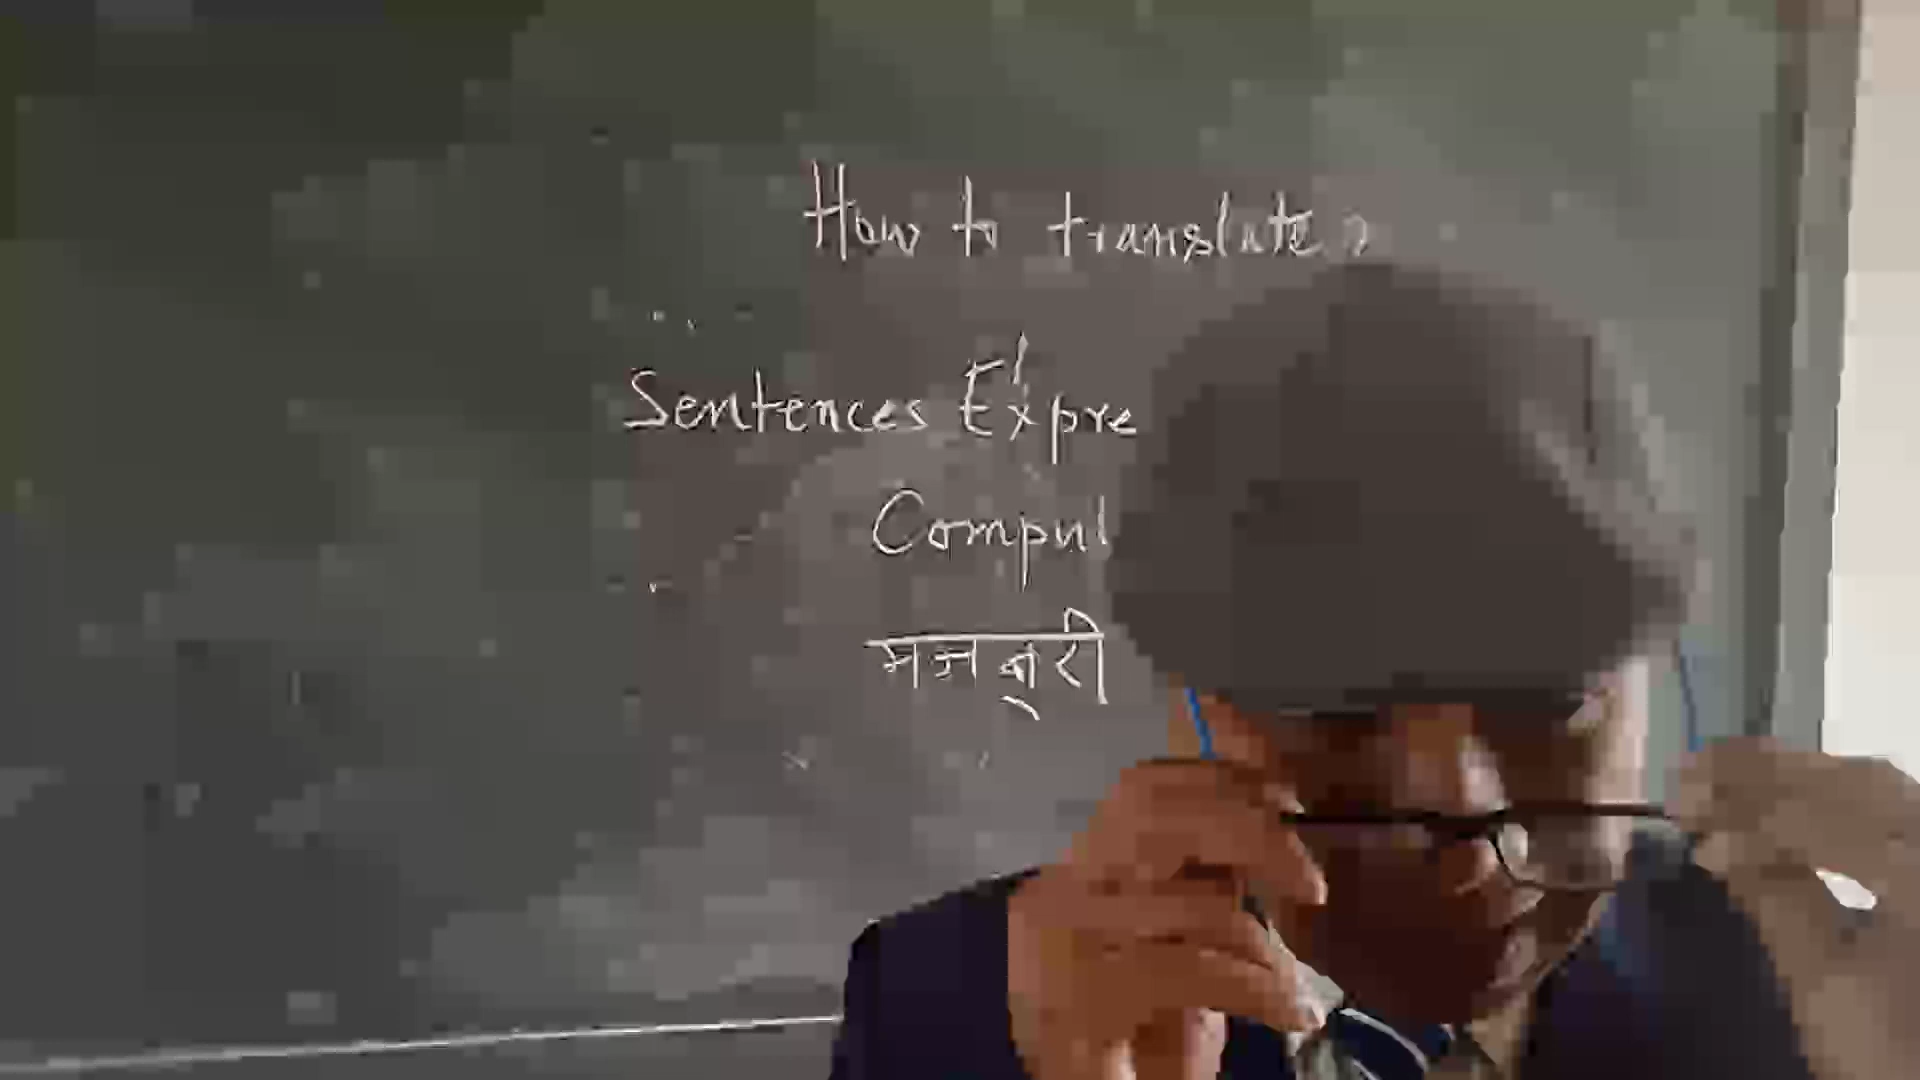 How to translate
Sentences Expre
Compul
मजबूरी